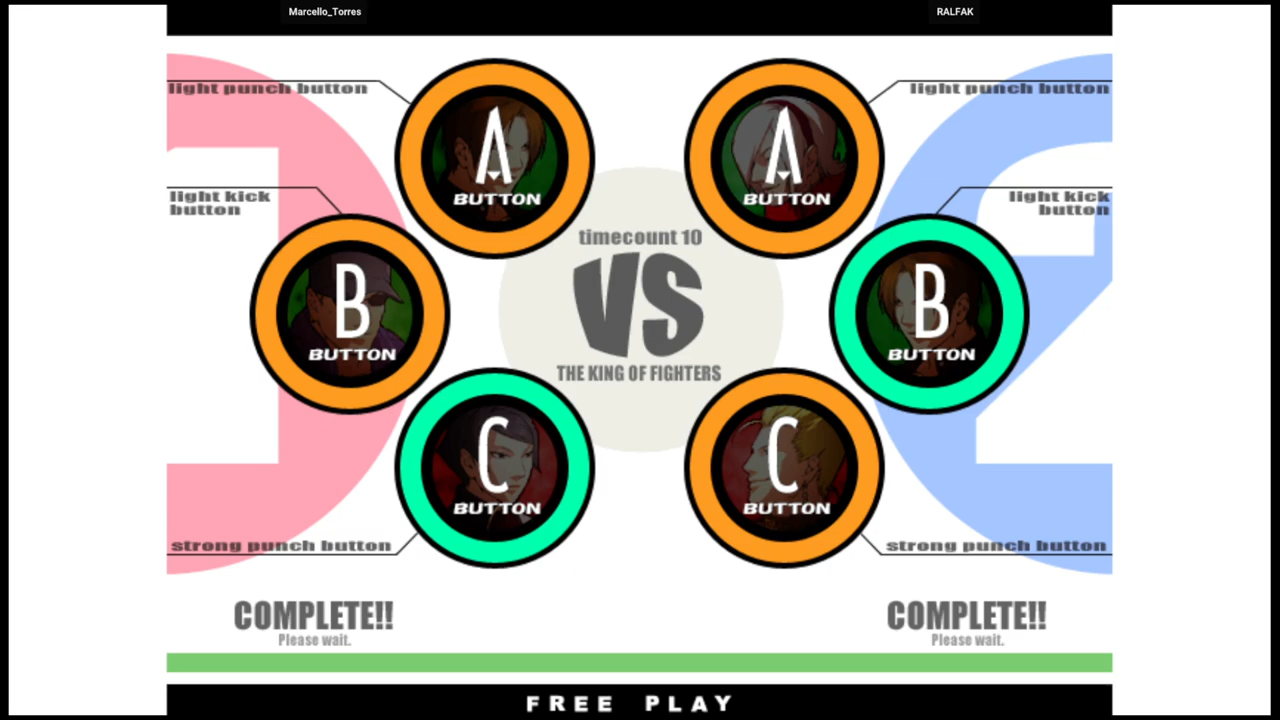 Marcello_Torres
RALFAK
light punch button
A
BUTTON
A
BUTTON
light punch button
light kick
button
B
BUTTON
timecount 10
VS
THE KING OF FIGHTERS
light kick
button
B
BUTTON
C
BUTTON
C
BUTTON
strong punch button
strong punch button
1
2
COMPLETE!!
Please wait.
COMPLETE!!
Please wait.
FREE PLAY